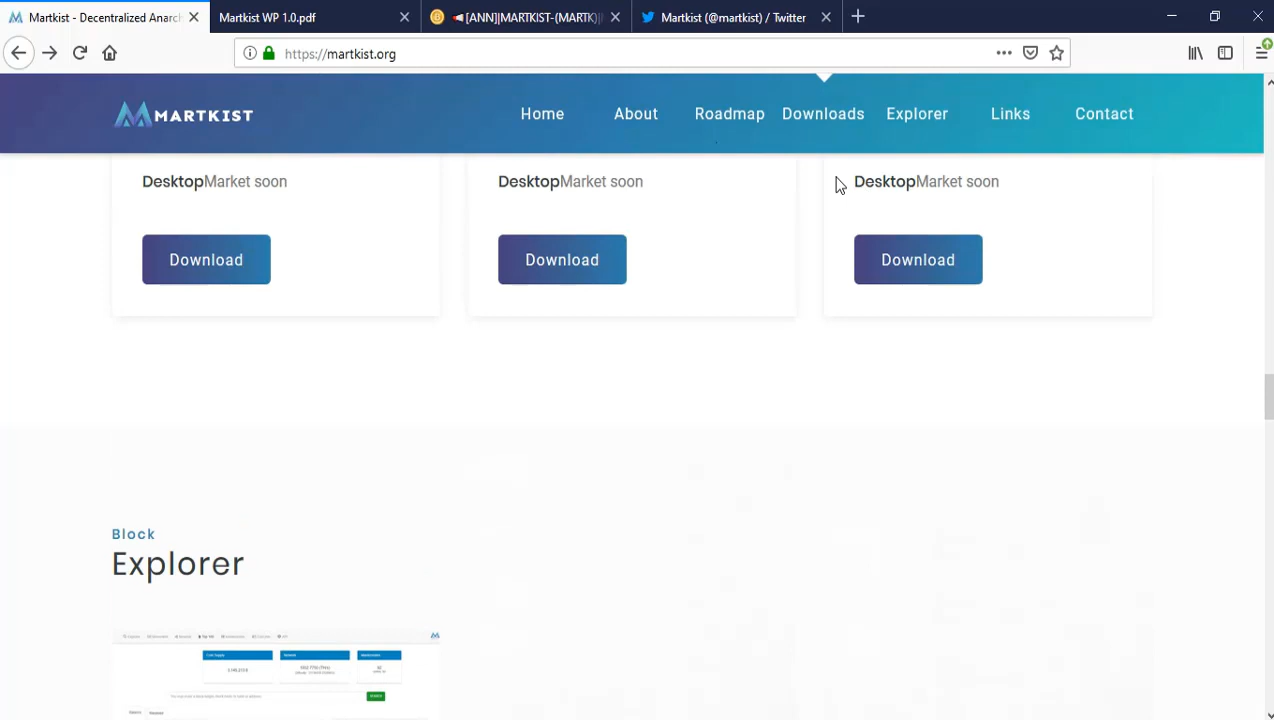 Martkist - Decentralized Anarch
Martkist WP 1.0.pdf
[ANN]|MARTKIST-(MARTK)|
Martkist (@martkist) / Twitter
https://martkist.org
MARTKIST
Home
About
Roadmap
Downloads
Explorer
Links
Contact
DesktopMarket soon
DesktopMarket soon
DesktopMarket soon
Download
Download
Download
Block
Explorer